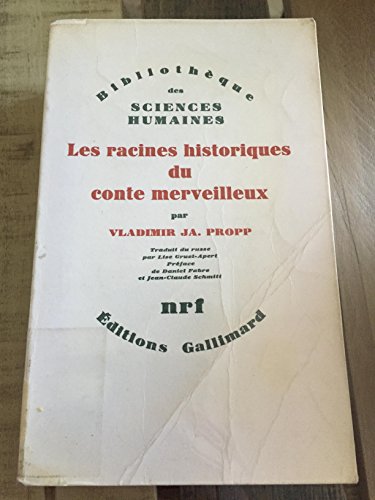 Bibliothèque
des
SCIENCES
HUMAINES
Les racines historiques
du
conte merveilleux
par
VLADIMIR JA. PROPP
Traduit du russe
par Lise Gruel-Apert
Préface
de Daniel Fabre
et Jean-Claude Schmitt
nrf
Éditions Gallimard